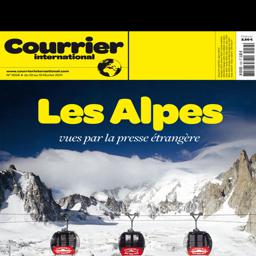 Courrier
international
www.courrierinternational.com
Les Alpes
vues par la presse étrangère